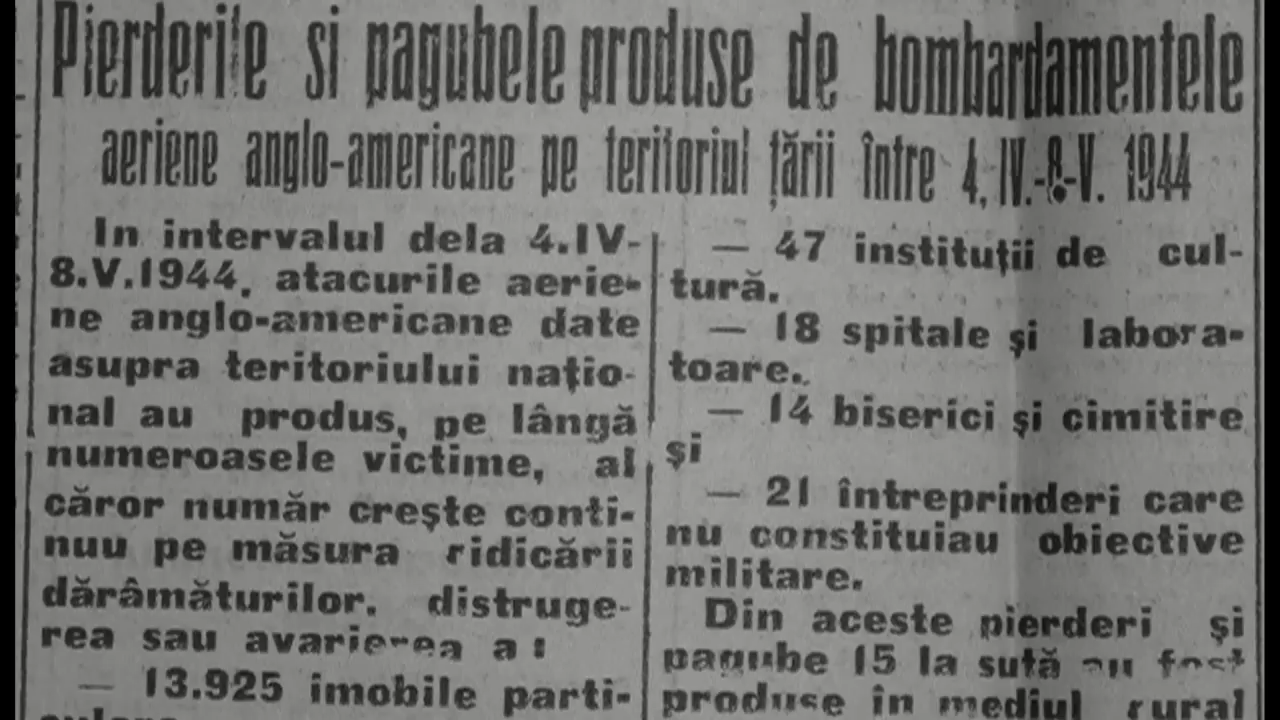 Pierderile si pagubele produse de bombardamentele
aeriene anglo-americane pe teritoriul țării între 4. IV.-8.-V. 1944
In intervalul dela 4.IV-
8.V.1944, atacurile aerie-
ne anglo-americane date
asupra teritoriului națio-
nal au produs, pe lângă
numeroasele victime, al
căror număr crește conti-
nuu pe măsura ridicării
dărâmăturilor. distruge-
rea sau avarierea a :
— 13.925 imobile parti-
culare
— 47 instituții de cul-
tură.
— 18 spitale și labora-
toare.
— 14 biserici și cimitire
și
— 21 întreprinderi care
nu constituiau obiective
militare.
Din aceste pierderi și
pagube 15 la sută au fost
produse în mediul rural